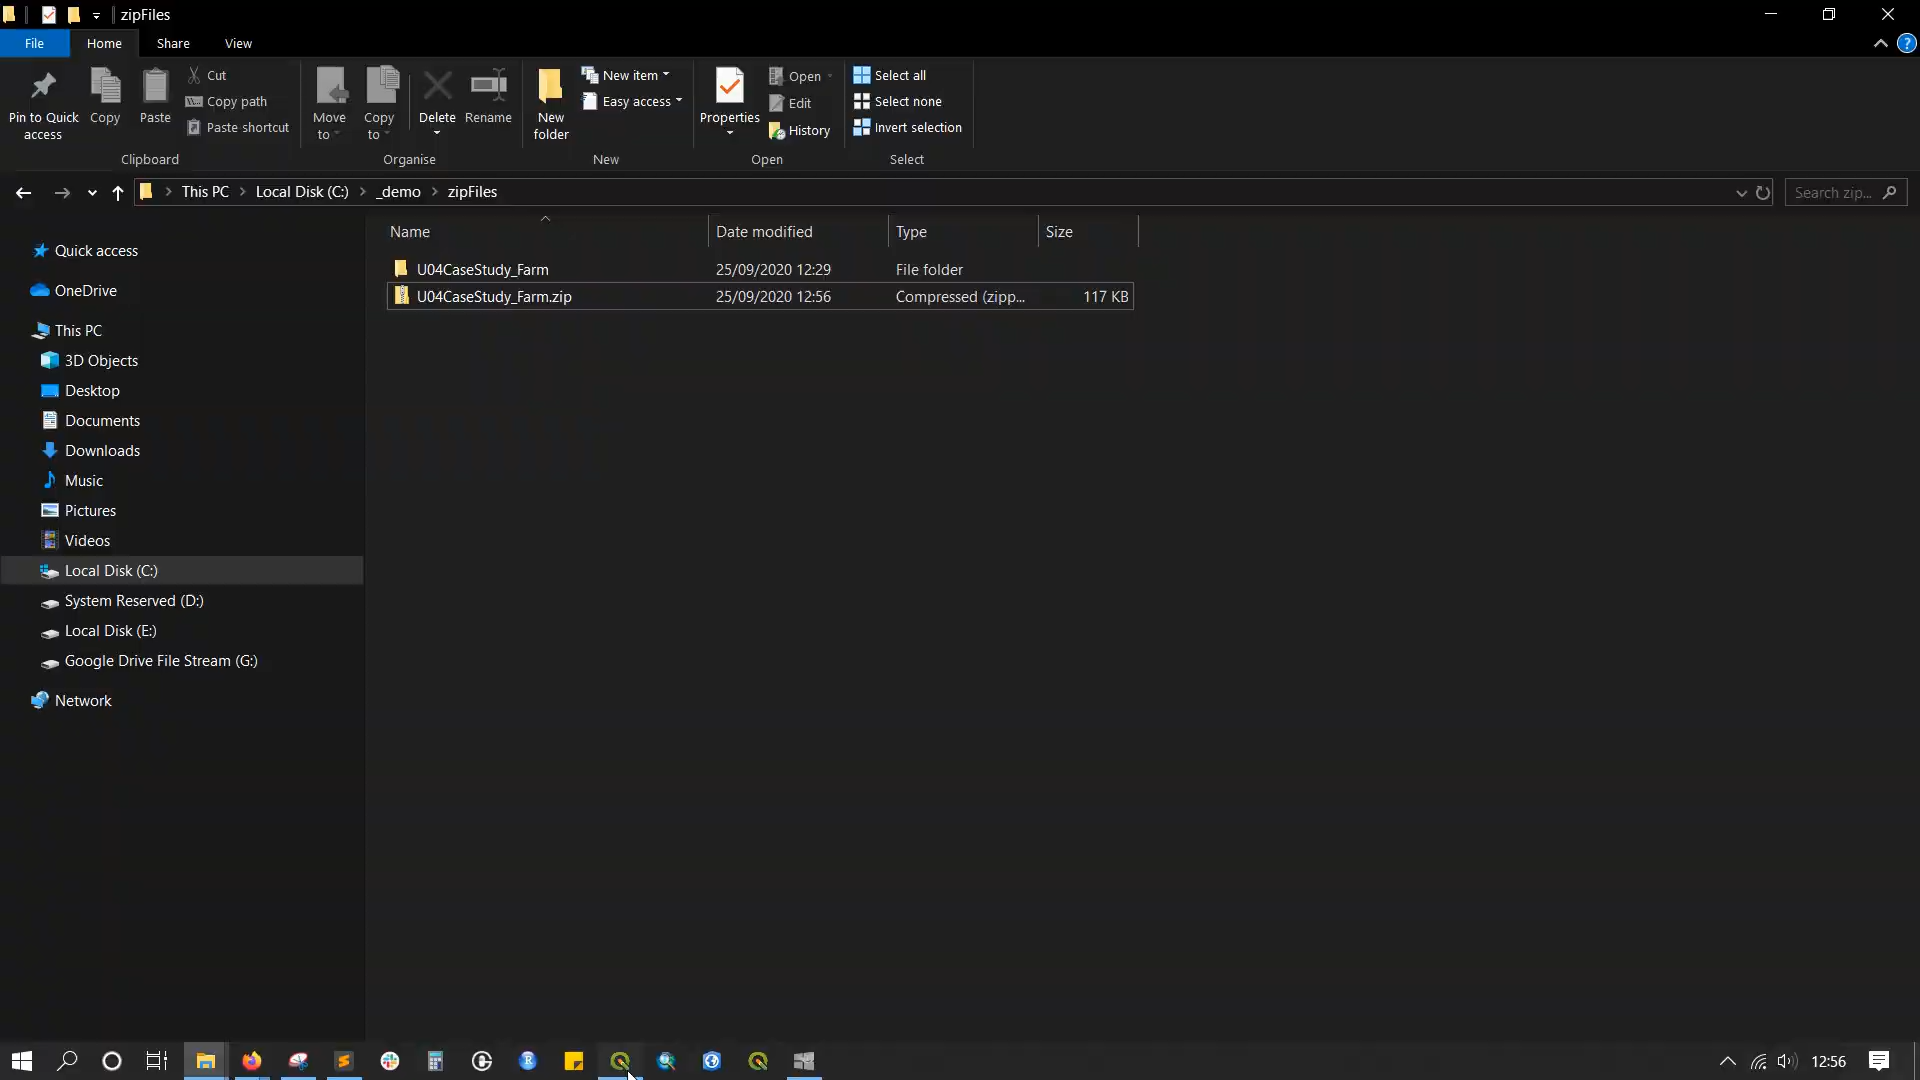 zipFiles
File Home Share View
Pin to Quick access
Copy
Paste
Cut
Copy path
Paste shortcut
Clipboard
Move to
Copy to
Delete
Rename
Organise
New folder
New item
Easy access
New
Properties
Open
Edit
History
Open
Select all
Select none
Invert selection
Select
This PC Local Disk (C:) _demo zipFiles
Search zip...
Name Date modified Type Size
U04CaseStudy_Farm 25/09/2020 12:29 File folder
U04CaseStudy_Farm.zip 25/09/2020 12:56 Compressed (zipp... 117 KB
Quick access
OneDrive
This PC
3D Objects
Desktop
Documents
Downloads
Music
Pictures
Videos
Local Disk (C:)
System Reserved (D:)
Local Disk (E:)
Google Drive File Stream (G:)
Network
12:56